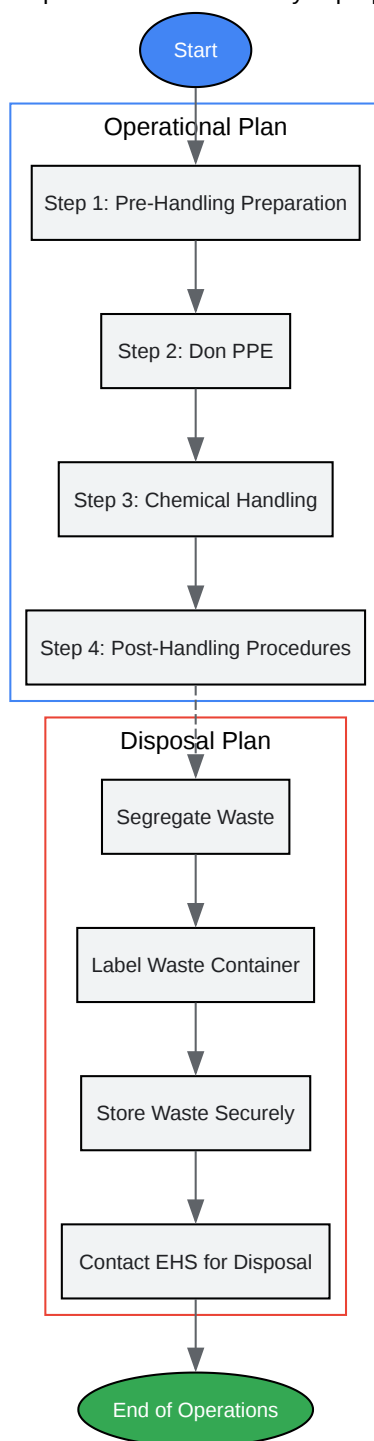 Start
Operational Plan
Step 1: Pre-Handling Preparation
Step 2: Don PPE
Step 3: Chemical Handling
Step 4: Post-Handling Procedures
Disposal Plan
Segregate Waste
Label Waste Container
Store Waste Securely
Contact EHS for Disposal
End of Operations